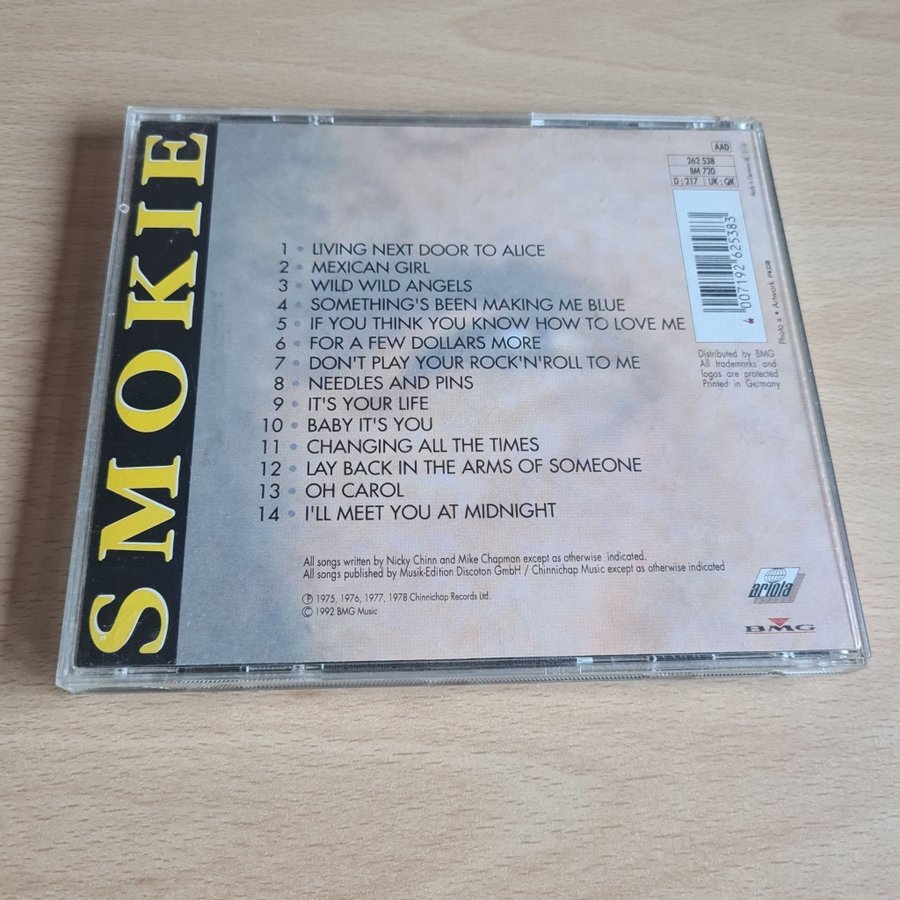 SMOKIE
AAD
262 538
BM 720
D : 217 UK : QK
4 007192 625383
1 • LIVING NEXT DOOR TO ALICE
2 • MEXICAN GIRL
3 • WILD WILD ANGELS
4 • SOMETHING'S BEEN MAKING ME BLUE
5 • IF YOU THINK YOU KNOW HOW TO LOVE ME
6 • FOR A FEW DOLLARS MORE
7 • DON'T PLAY YOUR ROCK'N'ROLL TO ME
8 • NEEDLES AND PINS
9 • IT'S YOUR LIFE
10 • BABY IT'S YOU
11 • CHANGING ALL THE TIMES
12 • LAY BACK IN THE ARMS OF SOMEONE
13 • OH CAROL
14 • I'LL MEET YOU AT MIDNIGHT
Distributed by BMG
All trademarks and
logos are protected
Printed in Germany
All songs written by Nicky Chinn and Mike Chapman except as otherwise indicated.
All songs published by Musik-Edition Discoton GmbH / Chinnichap Music except as otherwise indicated
℗ 1975, 1976, 1977, 1978 Chinnichap Records Ltd.
© 1992 BMG Music
ariola
BMG